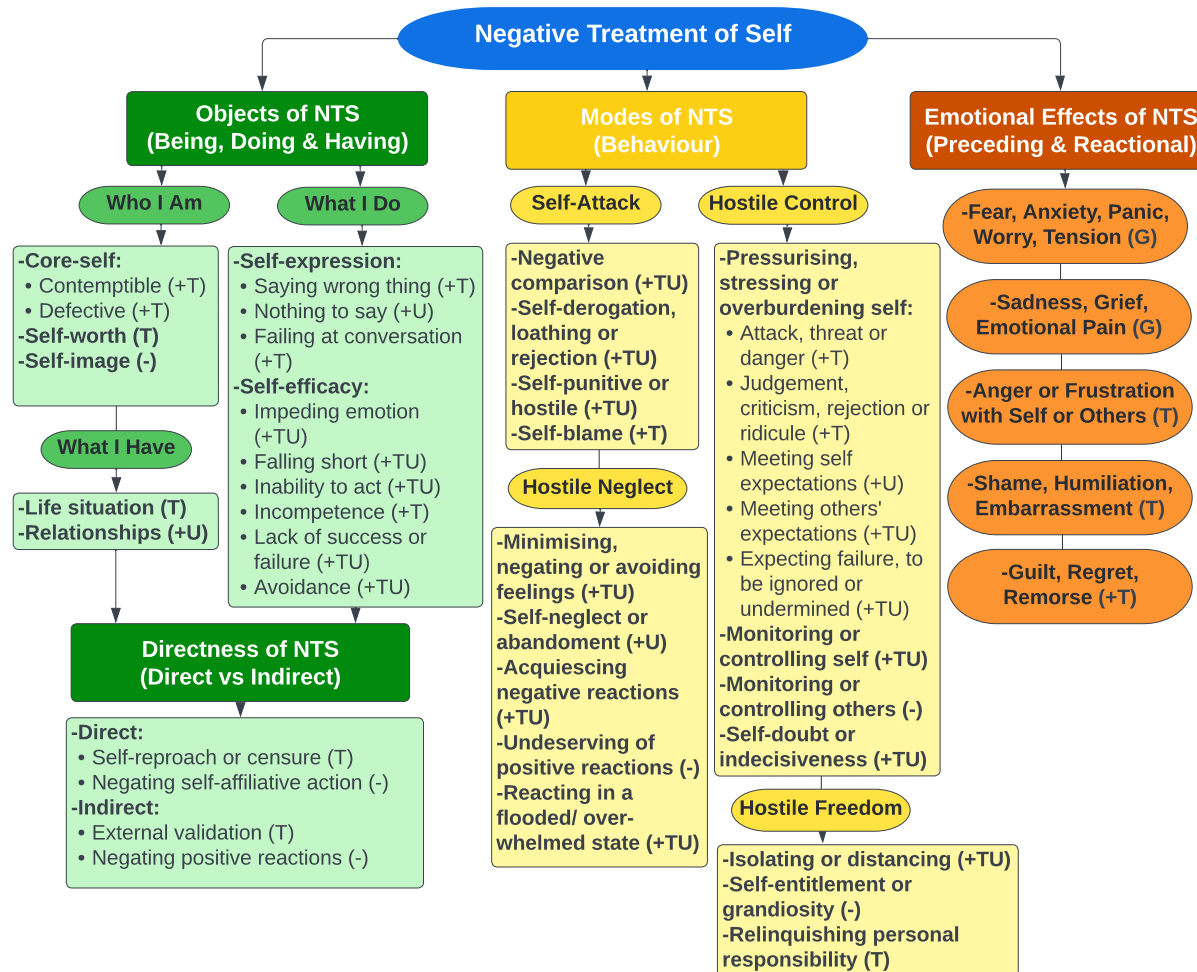 Negative Treatment of Self
Objects of NTS
(Being, Doing & Having)
Who I Am
-Core-self:
• Contemptible (+T)
• Defective (+T)
-Self-worth (T)
-Self-image (-)
What I Have
-Life situation (T)
-Relationships (+U)
What I Do
-Self-expression:
• Saying wrong thing (+T)
• Nothing to say (+U)
• Failing at conversation
(+T)
-Self-efficacy:
• Impeding emotion
(+TU)
• Falling short (+TU)
• Inability to act (+TU)
• Incompetence (+T)
• Lack of success or
failure (+TU)
• Avoidance (+TU)
Directness of NTS
(Direct vs Indirect)
-Direct:
• Self-reproach or censure (T)
• Negating self-affiliative action (-)
-Indirect:
• External validation (T)
• Negating positive reactions (-)
Modes of NTS
(Behaviour)
Self-Attack
-Negative
comparison (+TU)
-Self-derogation,
loathing or
rejection (+TU)
-Self-punitive or
hostile (+TU)
-Self-blame (+T)
Hostile Neglect
-Minimising,
negating or avoiding
feelings (+TU)
-Self-neglect or
abandoment (+U)
-Acquiescing
negative reactions
(+TU)
-Undeserving of
positive reactions (-)
-Reacting in a
flooded/ over-
whelmed state (+TU)
Hostile Control
-Pressurising,
stressing or
overburdening self:
• Attack, threat or
danger (+T)
• Judgement,
criticism, rejection or
ridicule (+T)
• Meeting self
expectations (+U)
• Meeting others'
expectations (+TU)
• Expecting failure, to
be ignored or
undermined (+TU)
-Monitoring or
controlling self (+TU)
-Monitoring or
controlling others (-)
-Self-doubt or
indecisiveness (+TU)
Hostile Freedom
-Isolating or distancing (+TU)
-Self-entitlement or
grandiosity (-)
-Relinquishing personal
responsibility (T)
Emotional Effects of NTS
(Preceding & Reactional)
-Fear, Anxiety, Panic,
Worry, Tension (G)
-Sadness, Grief,
Emotional Pain (G)
-Anger or Frustration
with Self or Others (T)
-Shame, Humiliation,
Embarrassment (T)
-Guilt, Regret,
Remorse (+T)